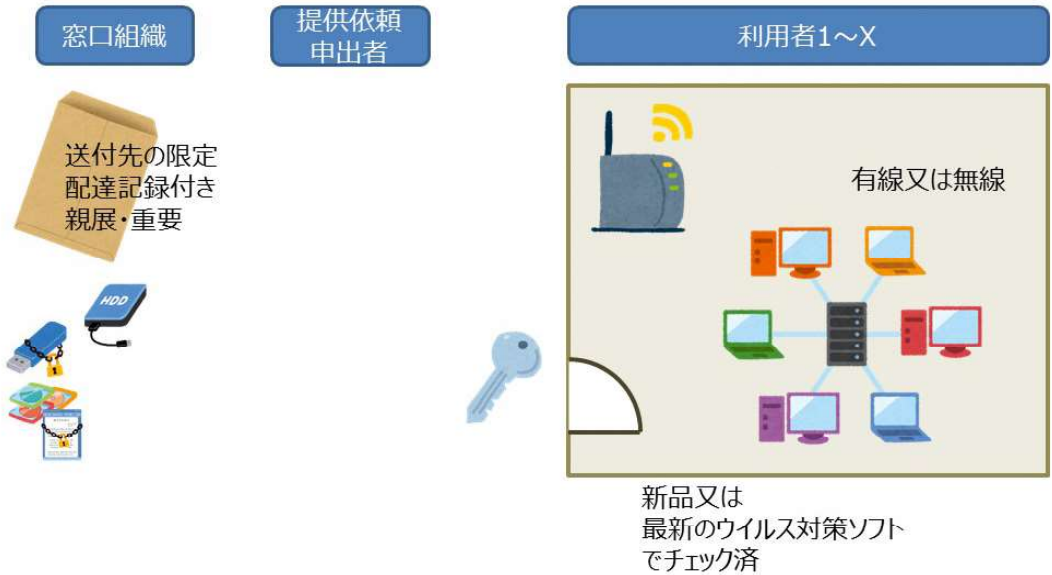 窓口組織
提供依頼
申出者
利用者1～X
送付先の限定
配達記録付き
親展・重要
有線又は無線
HDD
新品又は
最新のウイルス対策ソフト
でチェック済